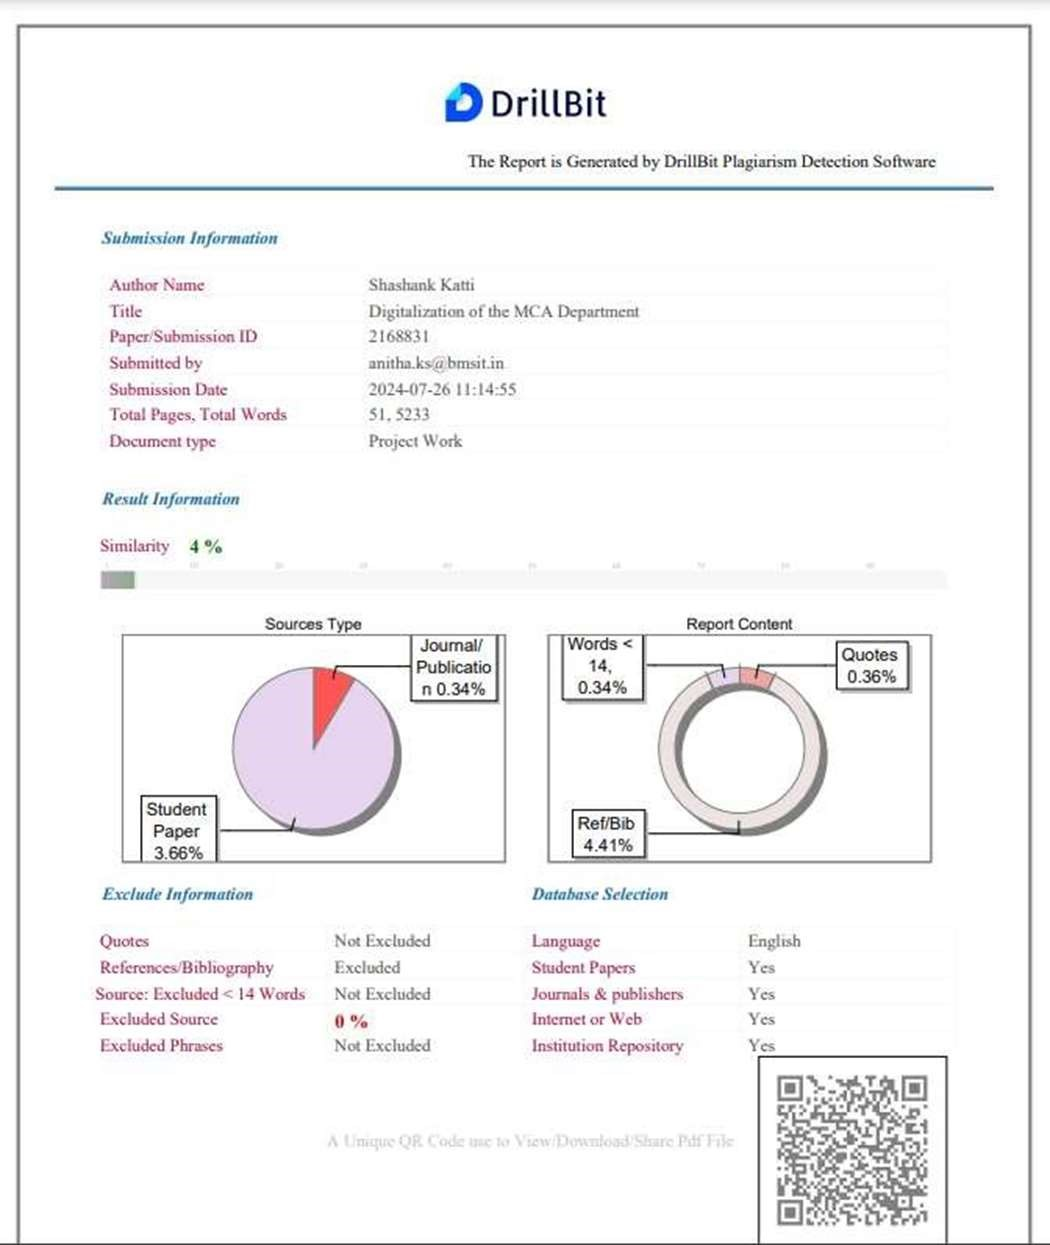 DrillBit
The Report is Generated by DrillBit Plagiarism Detection Software
Submission Information
Author Name Shashank Katti
Title Digitalization of the MCA Department
Paper/Submission ID 2168831
Submitted by anitha.ks@bmsit.in
Submission Date 2024-07-26 11:14:55
Total Pages, Total Words 51, 5233
Document type Project Work
Result Information
Similarity 4 %
Sources Type
Journal/
Publicatio
n 0.34%
Student
Paper
3.66%
Report Content
Words <
14,
0.34%
Quotes
0.36%
Ref/Bib
4.41%
Exclude Information
Quotes Not Excluded
References/Bibliography Excluded
Source: Excluded < 14 Words Not Excluded
Excluded Source 0 %
Excluded Phrases Not Excluded
Database Selection
Language English
Student Papers Yes
Journals & publishers Yes
Internet or Web Yes
Institution Repository Yes
A Unique QR Code use to View/Download/Share Pdf File